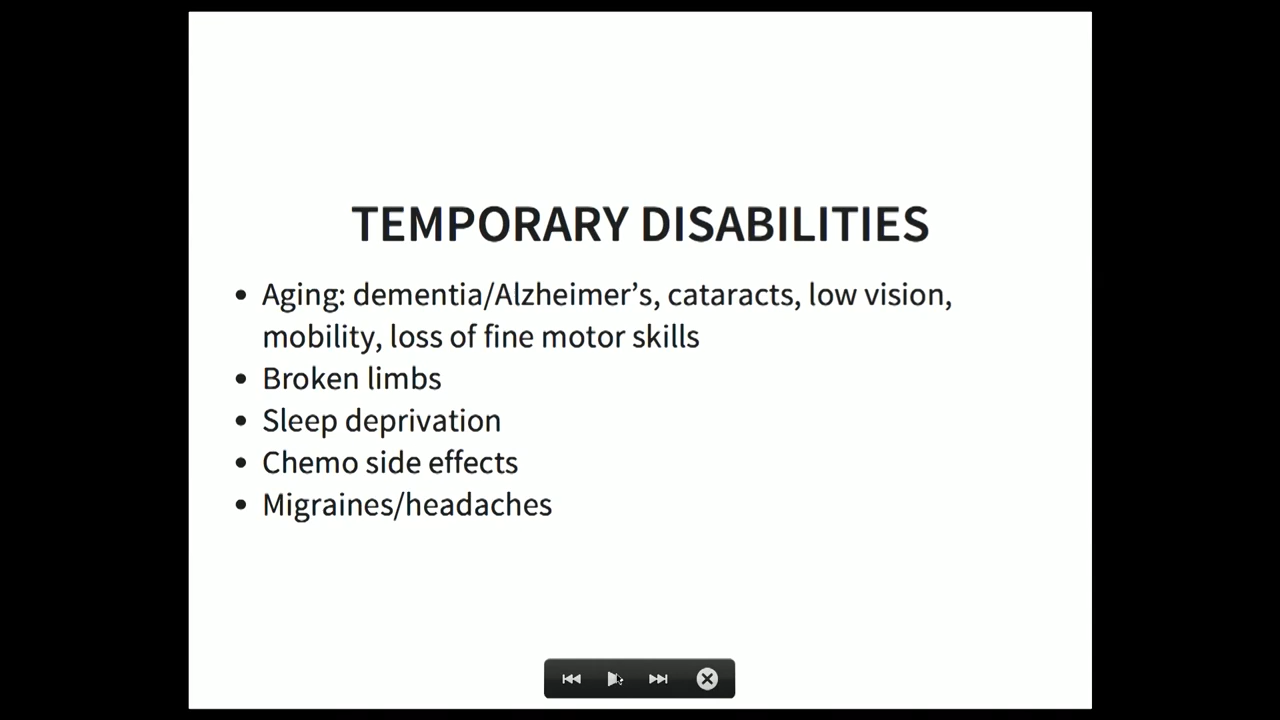 TEMPORARY DISABILITIES
• Aging: dementia/Alzheimer’s, cataracts, low vision,
mobility, loss of fine motor skills
• Broken limbs
• Sleep deprivation
• Chemo side effects
• Migraines/headaches